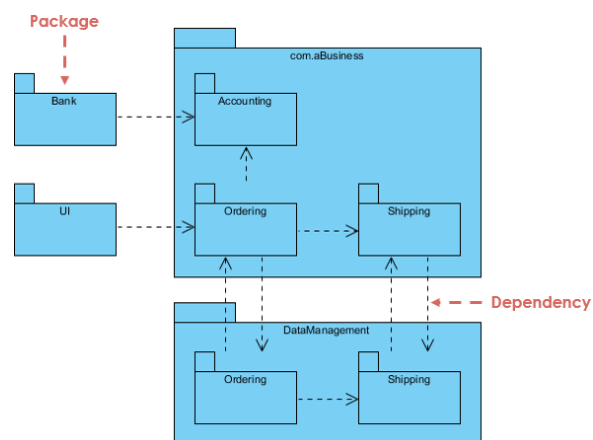 Package
com.aBusiness
Bank
Accounting
UI
Ordering
Shipping
Dependency
DataManagement
Ordering
Shipping